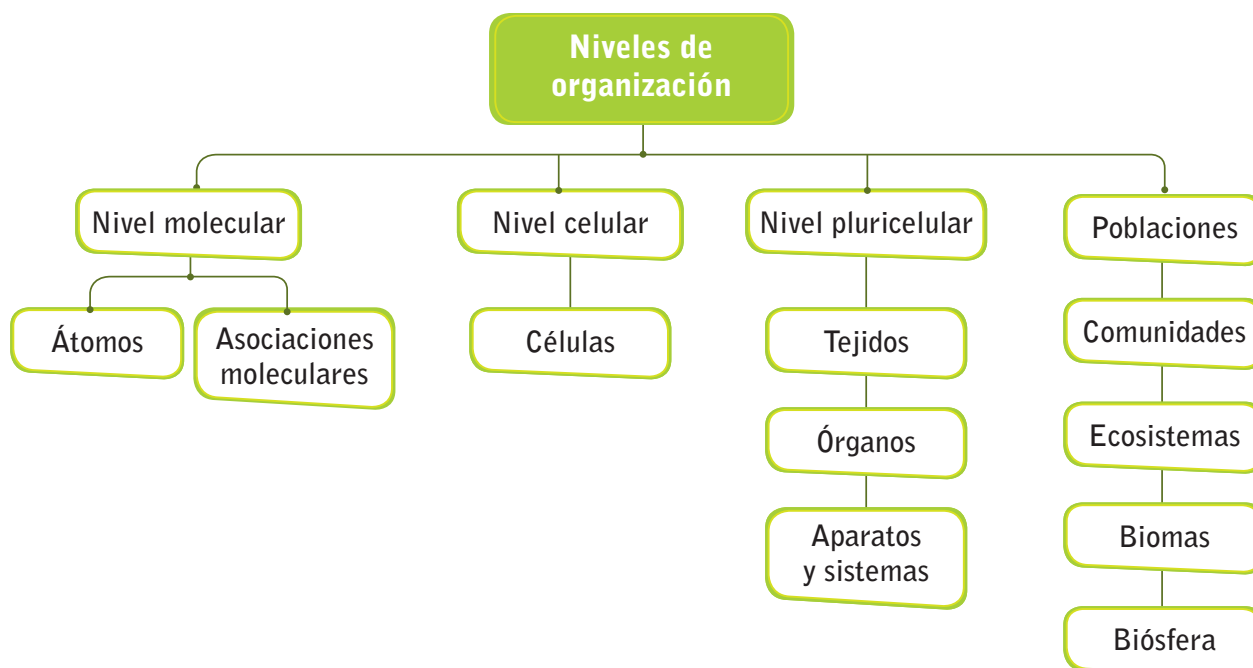 Niveles de
organización
Nivel molecular
Nivel celular
Nivel pluricelular
Poblaciones
Átomos
Asociaciones
moleculares
Células
Tejidos
Comunidades
Órganos
Ecosistemas
Aparatos
y sistemas
Biomas
Biósfera